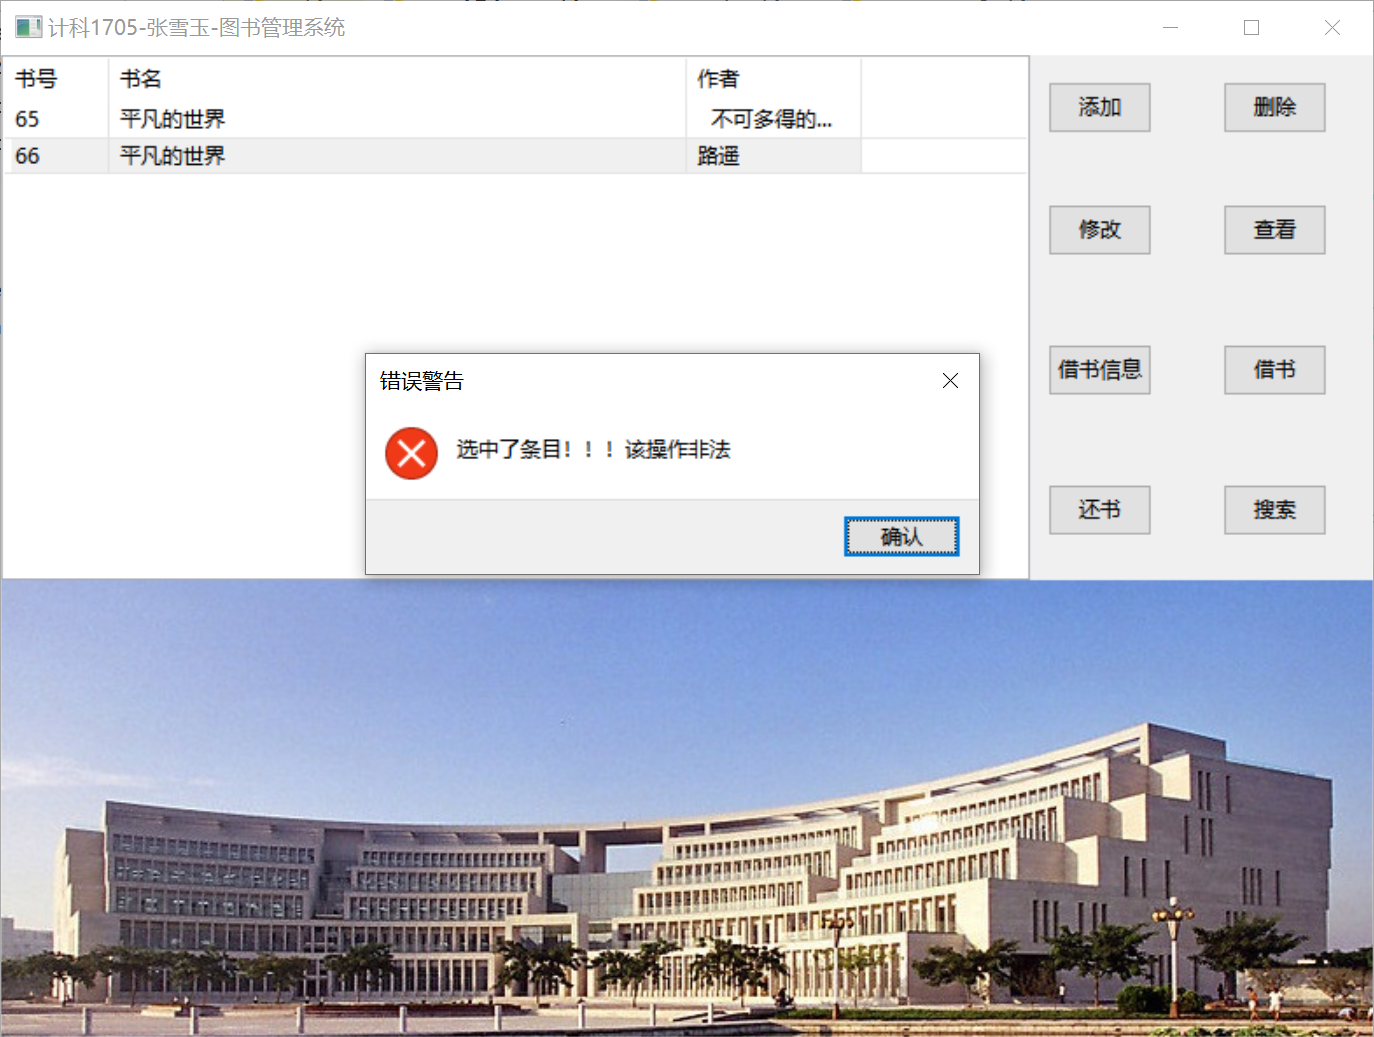 计科1705-张雪玉-图书管理系统
书号 书名 作者
65 平凡的世界 不可多得的...
66 平凡的世界 路遥
添加 删除
修改 查看
借书信息 借书
还书 搜索
错误警告
选中了条目！！！该操作非法
确认